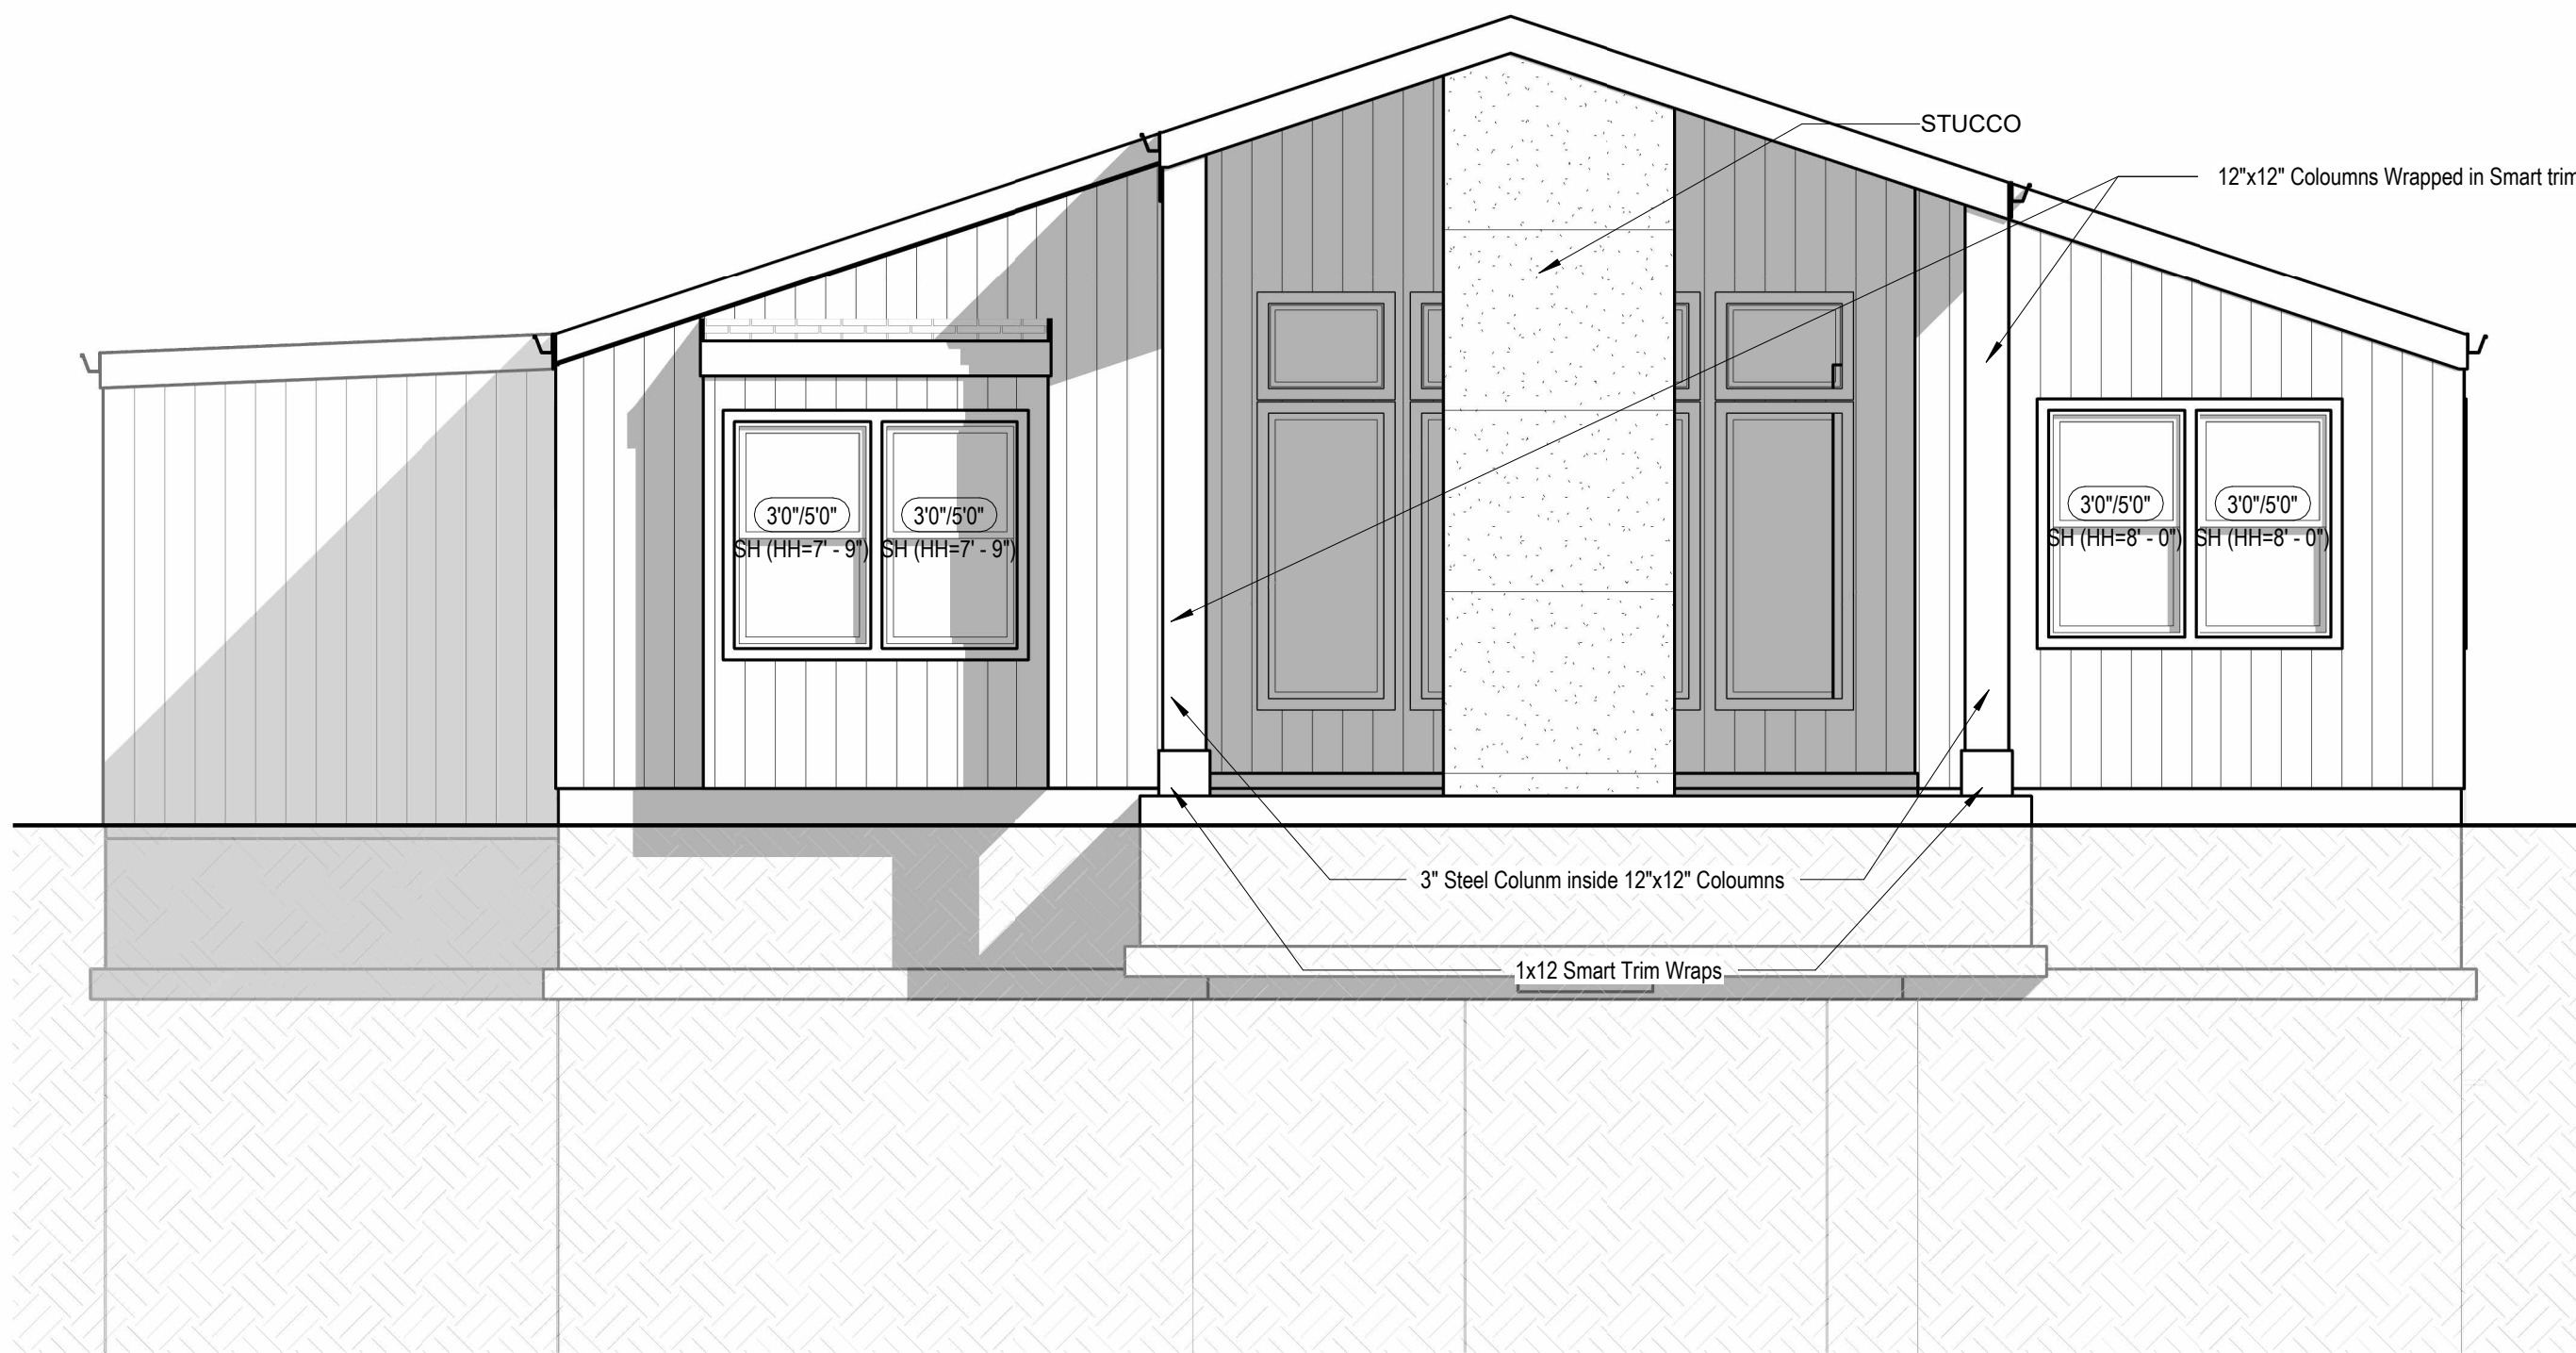 STUCCO
12"x12" Coloumns Wrapped in Smart trim
3'0"/5'0"
3'0"/5'0"
SH (HH=7' - 9")
SH (HH=7' - 9")
3'0"/5'0"
3'0"/5'0"
SH (HH=8' - 0")
SH (HH=8' - 0")
3" Steel Colunm inside 12"x12" Coloumns
1x12 Smart Trim Wraps